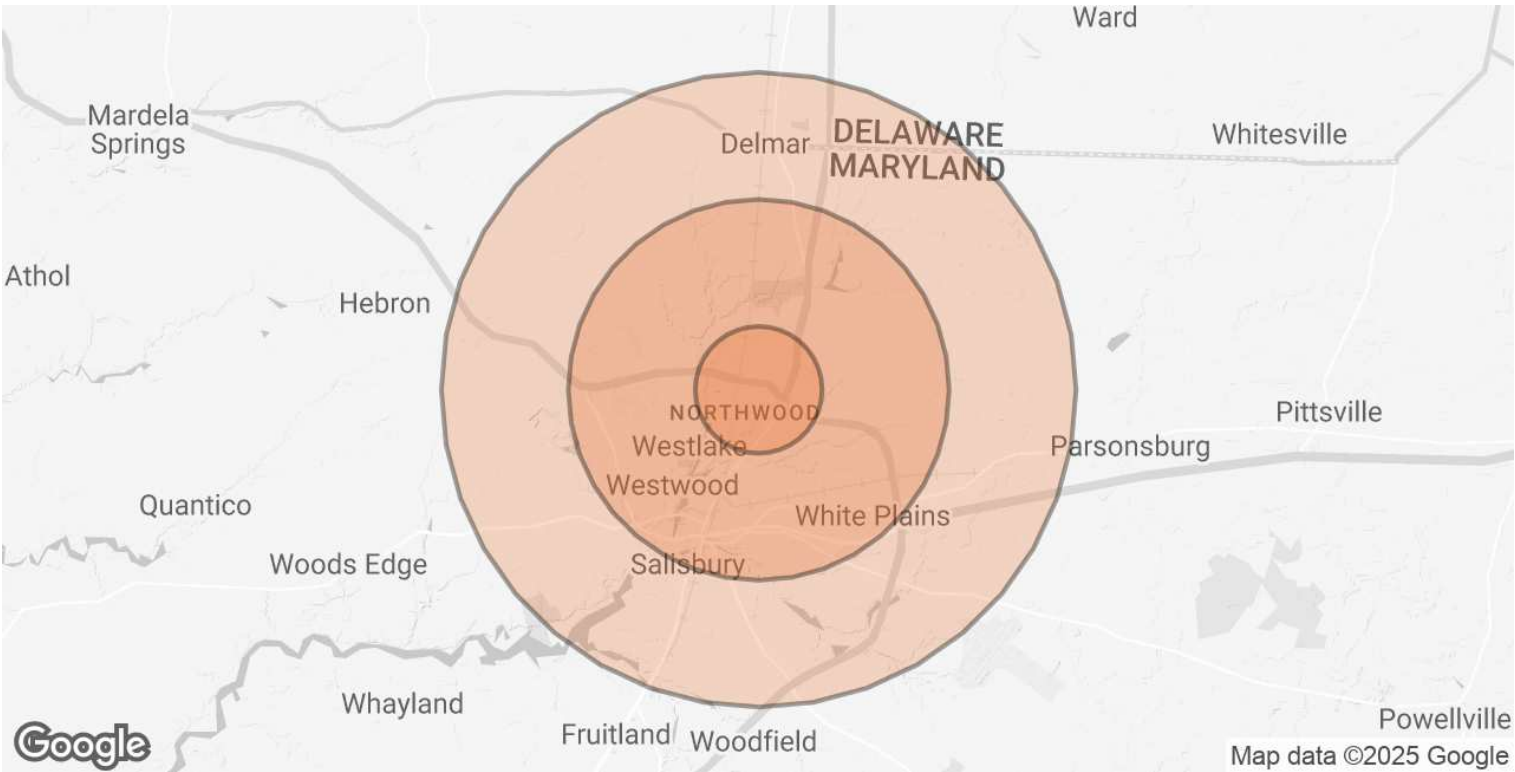 Ward
Mardela
Springs
Delmar
DELAWARE
MARYLAND
Whitesville
Athol
Hebron
NORTHWOOD
Westlake
Westwood
Pittsville
Parsonsburg
Quantico
White Plains
Woods Edge
Salisbury
Whayland
Fruitland
Woodfield
Powellville
Google
Map data ©2025 Google